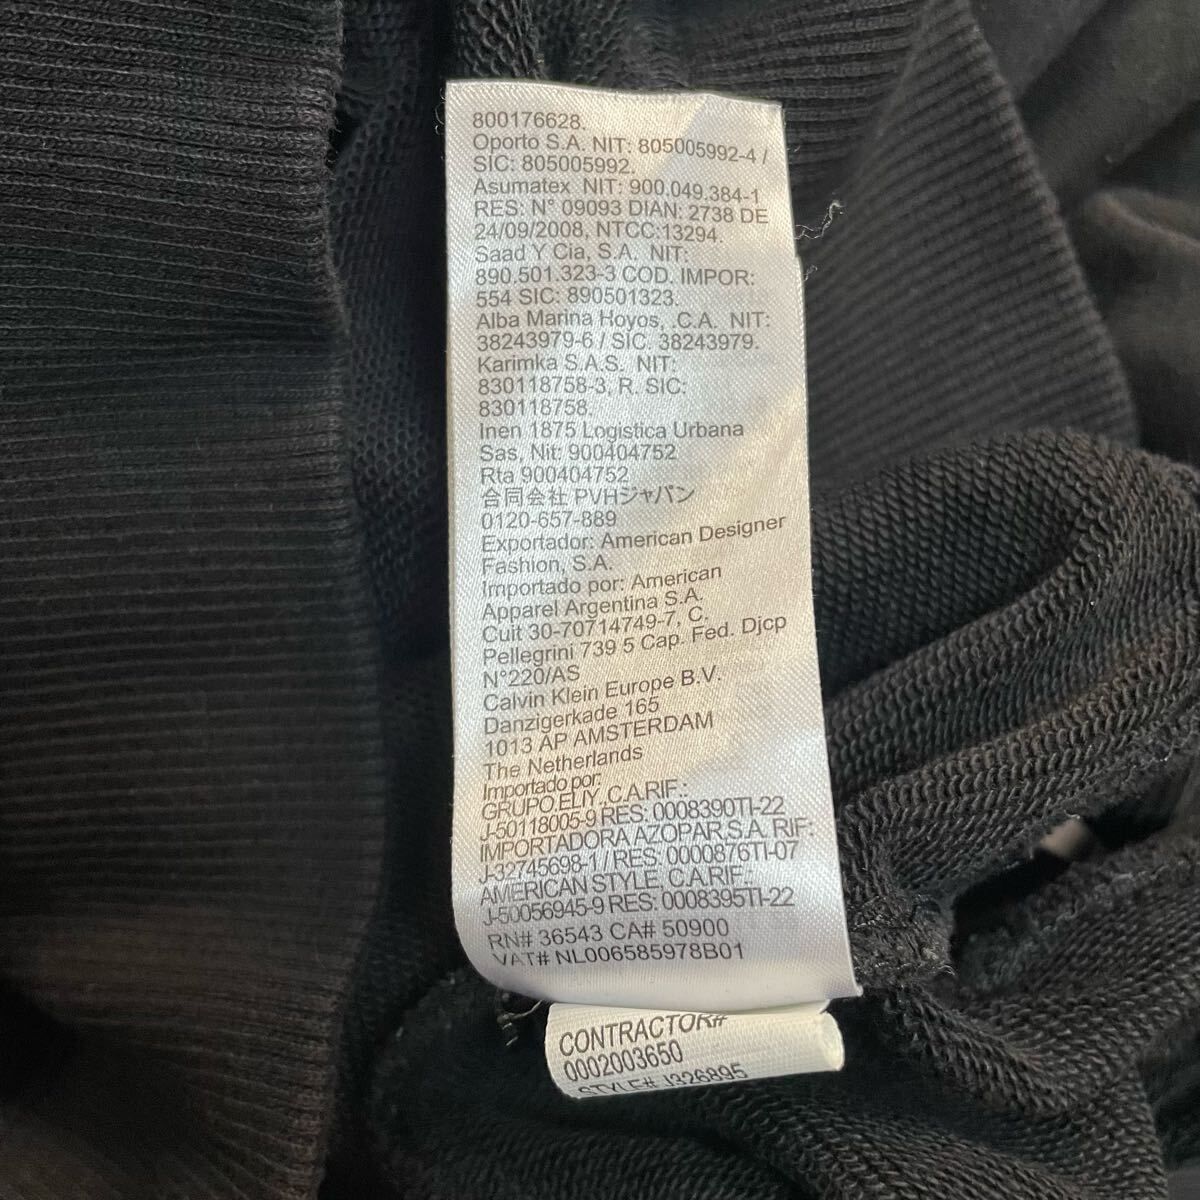 800176628.
Oporto S.A. NIT: 805005992-4 /
SIC: 805005992.
Asumatex NIT: 900.049.384-1
RES: N° 09093 DIAN: 2738 DE
24/09/2008, NTCC:13294.
Saad Y Cia, S.A. NIT:
890.501.323-3 COD. IMPOR:
554 SIC: 890501323.
Alba Marina Hoyos, .C.A. NIT:
38243979-6 / SIC. 38243979.
Karimka S.A.S. NIT:
830118758-3, R. SIC:
830118758.
Inen 1875 Logistica Urbana
Sas, Nit: 900404752
Rta 900404752
合同会社 PVHジャパン
0120-657-889
Exportador: American Designer
Fashion, S.A.
Importado por: American
Apparel Argentina S.A.
Cuit 30-70714749-7, C.
Pellegrini 739 5 Cap. Fed. Djcp
N°220/AS
Calvin Klein Europe B.V.
Danzigerkade 165
1013 AP AMSTERDAM
The Netherlands
Importado por:
GRUPO.ELIY. C.A.RIF.:
J-50118005-9 RES: 0008390TI-22
IMPORTADORA AZOPAR.S.A. RIF:
J-32745698-1 / RES: 0000876TI-07
AMERICAN STYLE. C.A.RIF.:
J-50056945-9 RES: 0008395TI-22
RN# 36543 CA# 50900
VAT# NL006585978B01
CONTRACTOR#
0002003650
STYLE# J326895